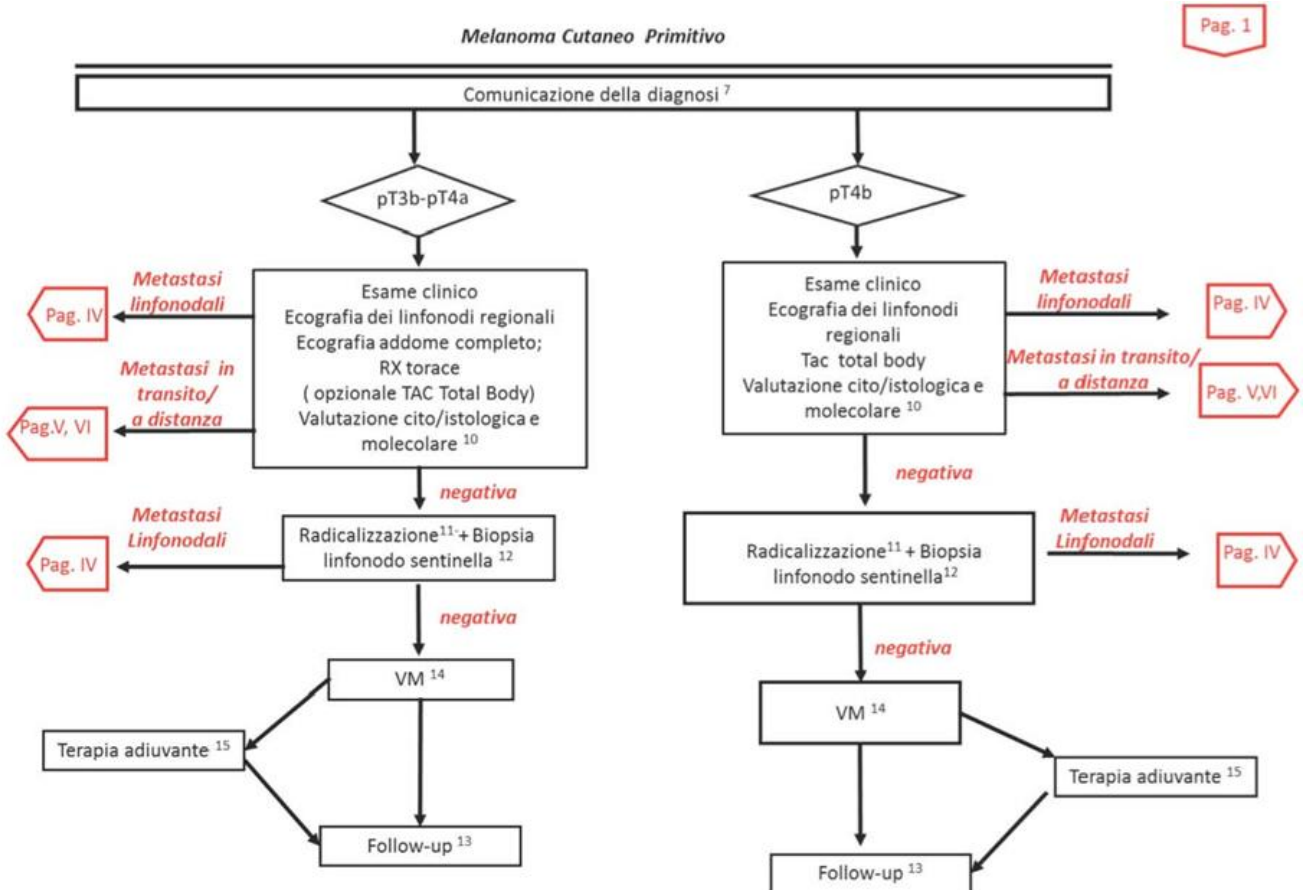 Pag. 1
Melanoma Cutaneo Primitivo
Comunicazione della diagnosi 7
pT3b-pT4a
Metastasi
linfonodali
Pag. IV
Metastasi in
transito/
a distanza
Pag.V, VI
Esame clinico
Ecografia dei linfonodi regionali
Ecografia addome completo;
RX torace
( opzionale TAC Total Body)
Valutazione cito/istologica e
molecolare 10
negativa
Metastasi
Linfonodali
Pag. IV
Radicalizzazione11- + Biopsia
linfonodo sentinella 12
negativa
VM 14
Terapia adiuvante 15
Follow-up 13
pT4b
Esame clinico
Ecografia dei linfonodi
regionali
Tac total body
Valutazione cito/istologica e
molecolare 10
Metastasi
linfonodali
Pag. IV
Metastasi in transito/
a distanza
Pag. V,VI
negativa
Radicalizzazione11 + Biopsia
linfonodo sentinella12
Metastasi
Linfonodali
Pag. IV
negativa
VM 14
Terapia adiuvante 15
Follow-up 13